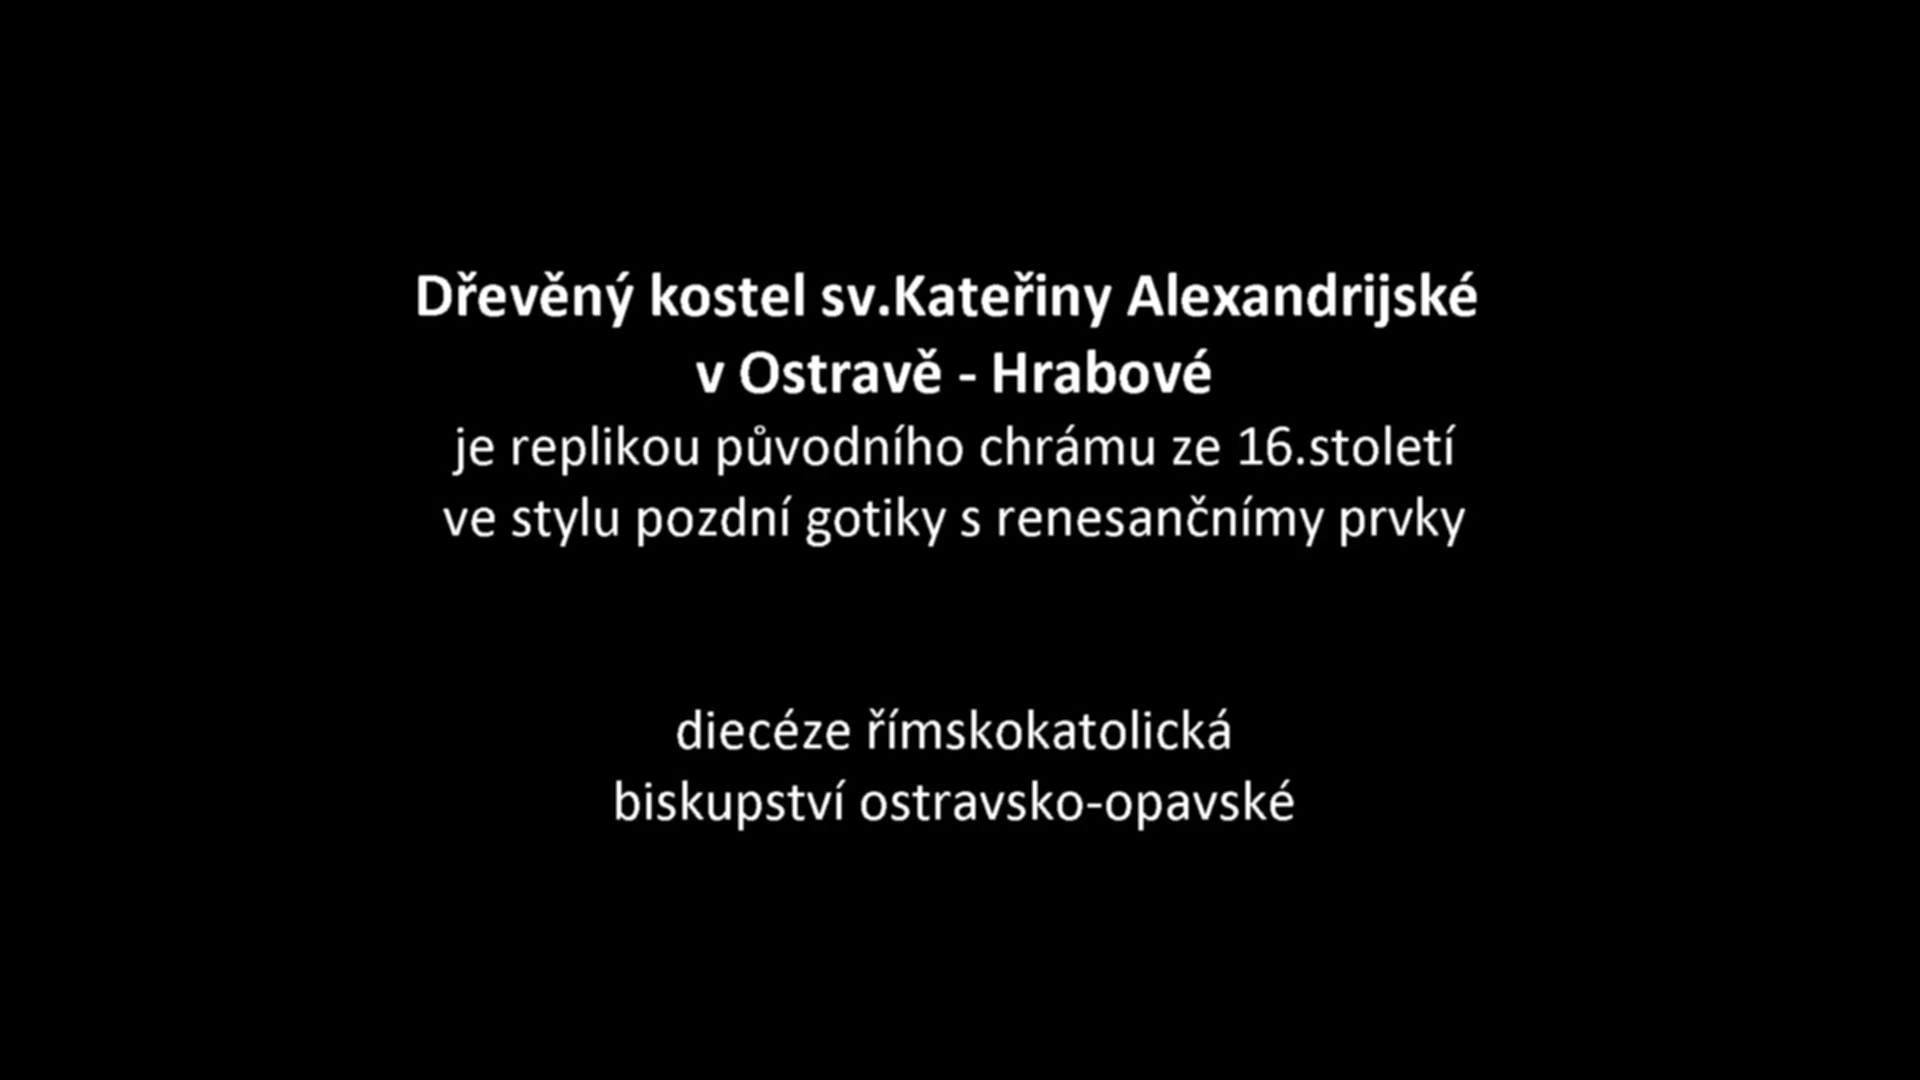 Dřevěný kostel sv.Kateřiny Alexandrijské
v Ostravě - Hrabové
je replikou původního chrámu ze 16.století
ve stylu pozdní gotiky s renesančnímy prvky
diecéze římskokatolická
biskupství ostravsko-opavské